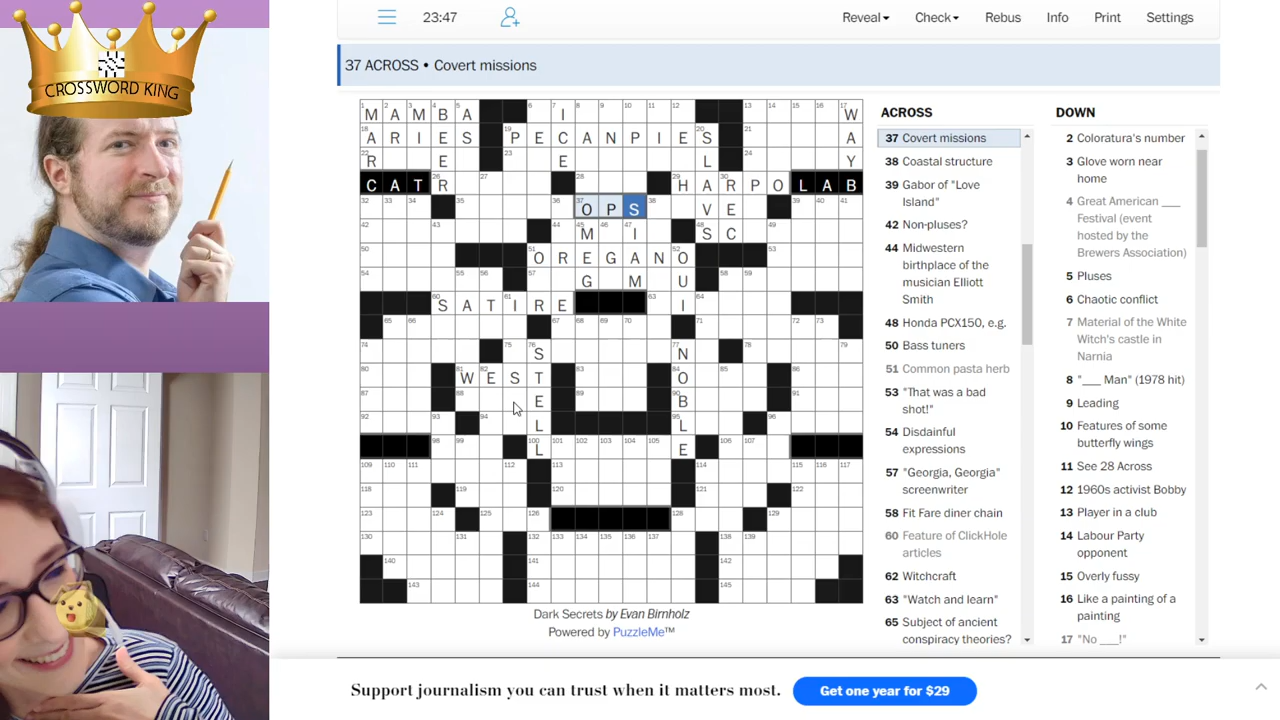 23:47
Reveal
Check
Rebus
Info
Print
Settings
CROSSWORD KING
37 ACROSS • Covert missions
MAMBA
ARIES
PECANPIES
CAT
HARPO
LAB
OPS
OREGANO
SATIRE
WEST
ACROSS
37 Covert missions
38 Coastal structure
39 Gabor of "Love
Island"
42 Non-pluses?
44 Midwestern
birthplace of the
musician Elliott
Smith
48 Honda PCX150, e.g.
50 Bass tuners
51 Common pasta herb
53 "That was a bad
shot!"
54 Disdainful
expressions
57 "Georgia, Georgia"
screenwriter
58 Fit Fare diner chain
60 Feature of ClickHole
articles
62 Witchcraft
63 "Watch and learn"
65 Subject of ancient
conspiracy theories?
DOWN
2 Coloratura's number
3 Glove worn near
home
4 Great American ___
Festival (event
hosted by the
Brewers Association)
5 Pluses
6 Chaotic conflict
7 Material of the White
Witch's castle in
Narnia
8 "___ Man" (1978 hit)
9 Leading
10 Features of some
butterfly wings
11 See 28 Across
12 1960s activist Bobby
13 Player in a club
14 Labour Party
opponent
15 Overly fussy
16 Like a painting of a
painting
17 "No ___!"
Dark Secrets by Evan Birnholz
Powered by PuzzleMe™
Support journalism you can trust when it matters most.
Get one year for $29